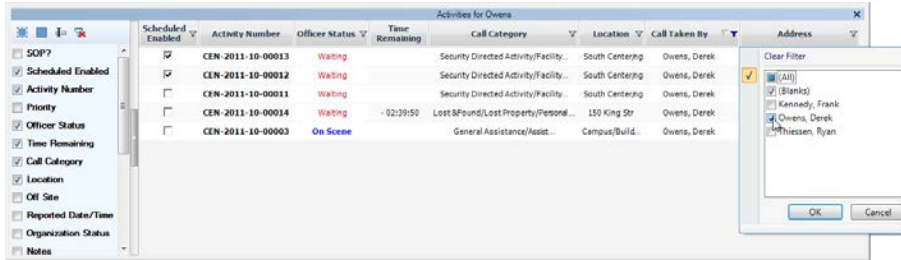 Activities for Owens
SOP?
Scheduled Enabled
Activity Number
Priority
Officer Status
Time Remaining
Call Category
Location
Off Site
Reported Date/Time
Organization Status
Notes
Scheduled Enabled Activity Number Officer Status Time Remaining Call Category Location Call Taken By Address
CEN-2011-10-00013 Waiting Security Directed Activity/Facility... South Centering Owens, Derek
CEN-2011-10-00012 Waiting Security Directed Activity/Facility... South Centering Owens, Derek
CEN-2011-10-00011 Waiting Security Directed Activity/Facility... South Centering Owens, Derek
CEN-2011-10-00014 Waiting - 02:39:50 Lost &Found/Lost Property/Personal... 150 King Str Owens, Derek
CEN-2011-10-00003 On Scene General Assistance/Assist... Campus/Build... Owens, Derek
Clear Filter
(All)
(Blanks)
Kennedy, Frank
Owens, Derek
Thiessen, Ryan
OK Cancel